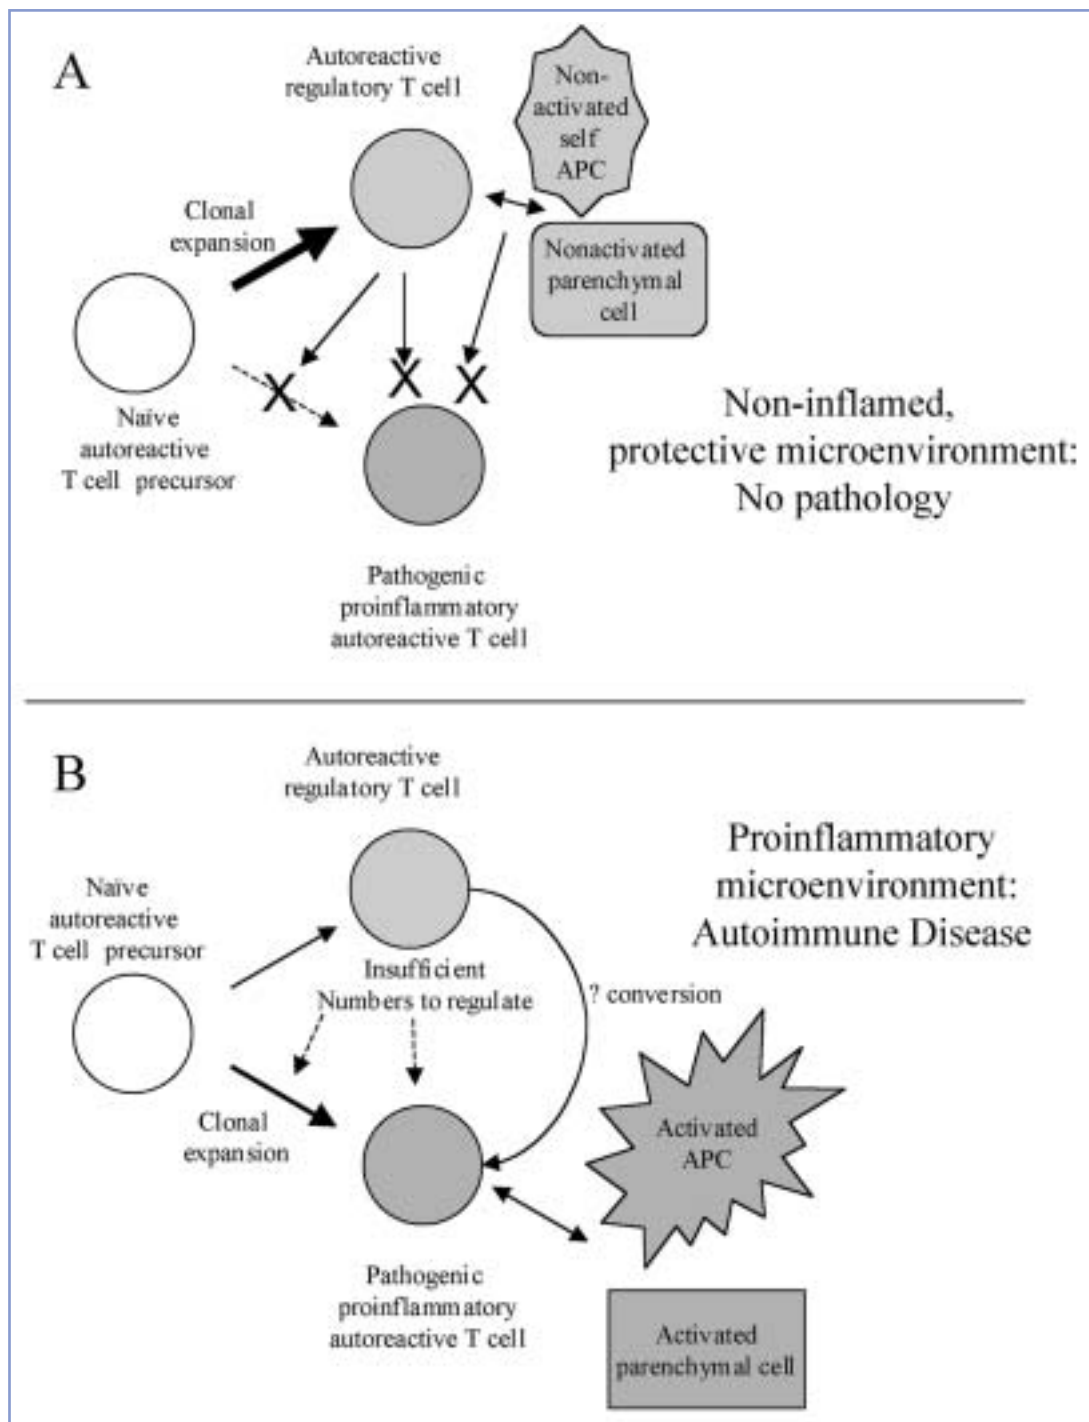 A
Autoreactive
regulatory T cell
Non-
activated
self
APC
Clonal
expansion
Nonactivated
parenchymal
cell
X
X
X
Naïve
autoreactive
T cell precursor
Non-inflamed,
protective microenvironment:
No pathology
Pathogenic
proinflammatory
autoreactive T cell
B
Autoreactive
regulatory T cell
Proinflammatory
microenvironment:
Autoimmune Disease
Naïve
autoreactive
T cell precursor
Insufficient
Numbers to regulate
? conversion
Clonal
expansion
Activated
APC
Pathogenic
proinflammatory
autoreactive T cell
Activated
parenchymal cell